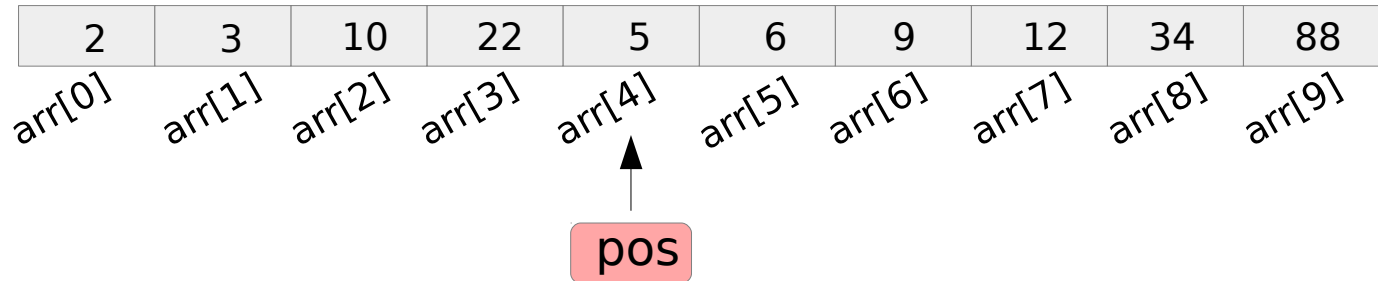 2 3 10 22 5 6 9 12 34 88
arr[0] arr[1] arr[2] arr[3] arr[4] arr[5] arr[6] arr[7] arr[8] arr[9]
pos